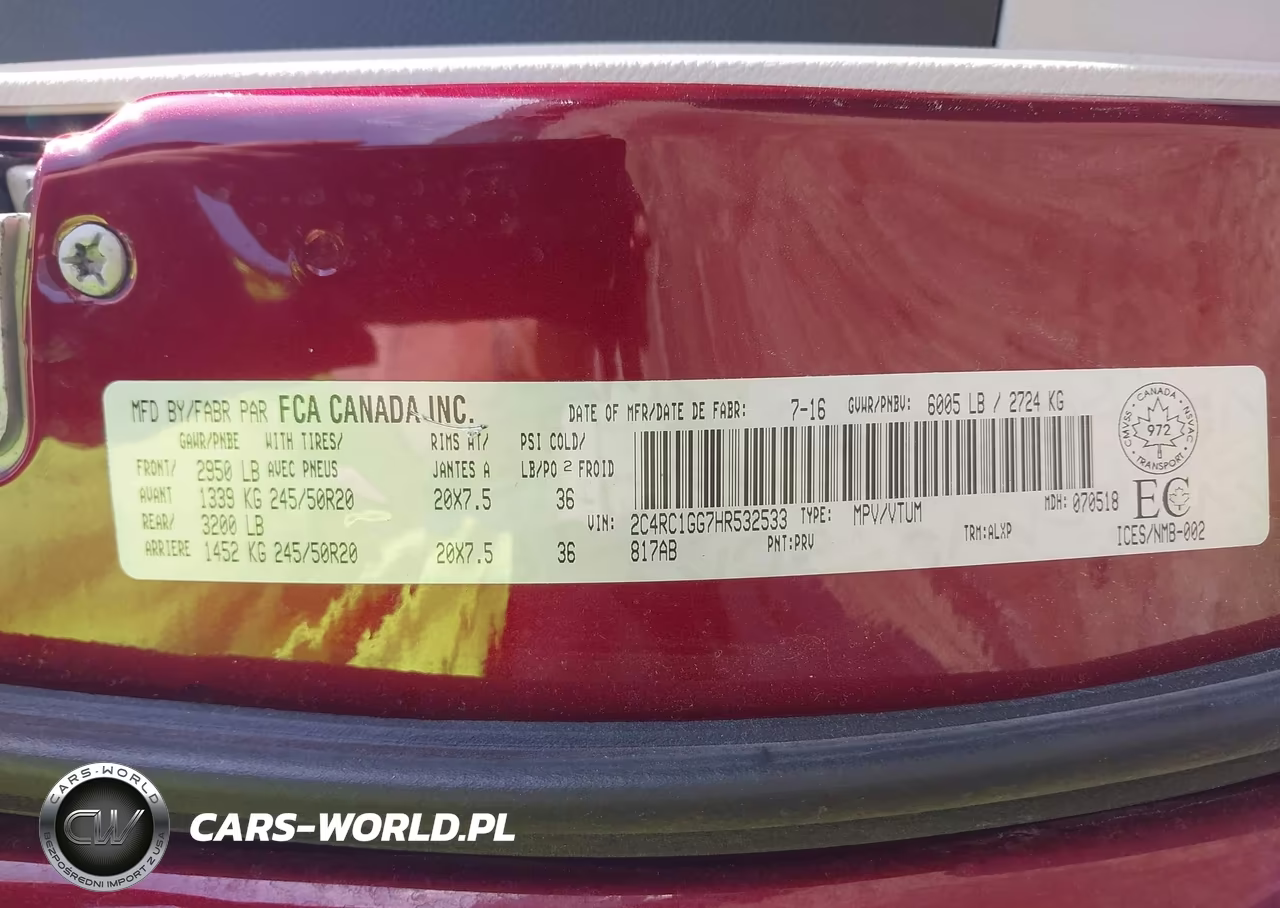 MFD BY/FABR PAR FCA CANADA INC. DATE OF MFR/DATE DE FABR: 7-16 GVWR/PNBV: 6005 LB / 2724 KG
GAWR/PNBE WITH TIRES/ RIMS AT/ PSI COLD/
FRONT/ 2950 LB AVEC PNEUS JANTES A LB/PO 2 FROID
AVANT 1339 KG 245/50R20 20X7.5 36
REAR/ 3200 LB
ARRIERE 1452 KG 245/50R20 20X7.5 36
VIN: 2C4RC1GG7HR532533 TYPE: MPV/VTUM MDH: 070518
817AB PNT:PRV TRM:ALXP
CANADA
CMVSS NSVAC
972
TRANSPORT
EC
ICES/NMB-002
CARS-WORLD
CW
BEZPOŚREDNI IMPORT Z USA
CARS-WORLD.PL